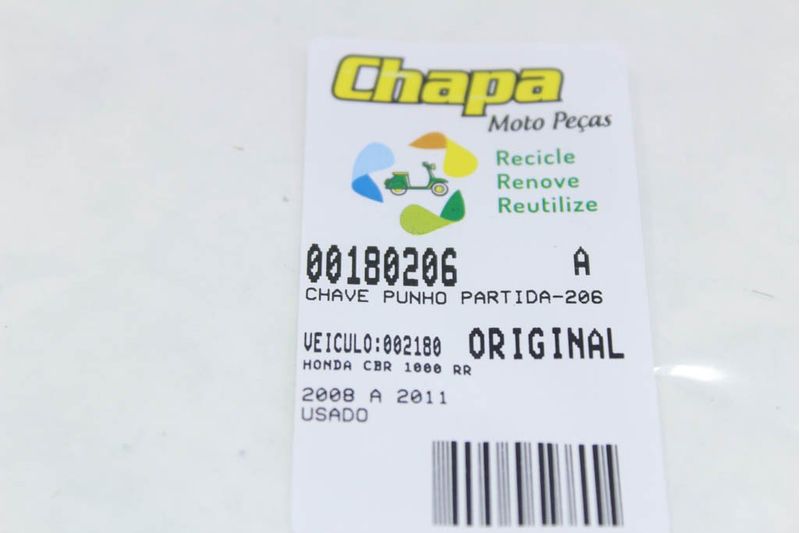 Chapa
Moto Peças
Recicle
Renove
Reutilize
00180206 A
CHAVE PUNHO PARTIDA-206
VEICULO:002180 ORIGINAL
HONDA CBR 1000 RR
2008 A 2011
USADO